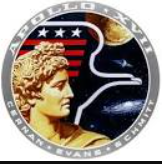 APOLLO XVII
CERNAN ★ EVANS ★ SCHMITT